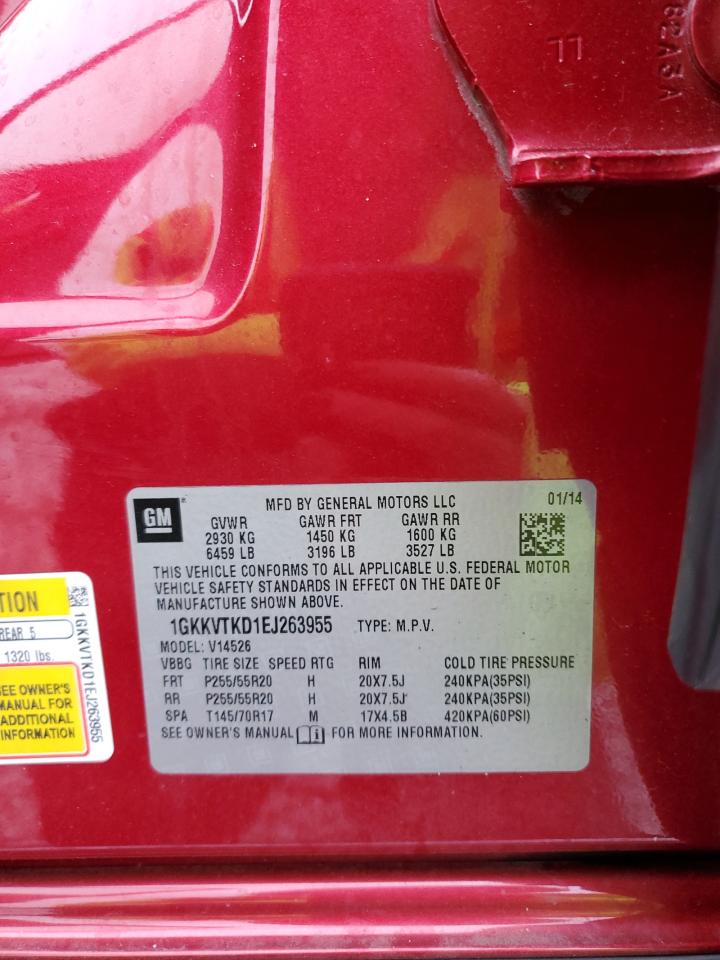 82A3A
GM
MFD BY GENERAL MOTORS LLC 01/14
GVWR GAWR FRT GAWR RR
2930 KG 1450 KG 1600 KG
6459 LB 3196 LB 3527 LB
THIS VEHICLE CONFORMS TO ALL APPLICABLE U.S. FEDERAL MOTOR
VEHICLE SAFETY STANDARDS IN EFFECT ON THE DATE OF
MANUFACTURE SHOWN ABOVE.
1GKKVTKD1EJ263955 TYPE: M.P.V.
MODEL: V14526
VBBG TIRE SIZE SPEED RTG RIM COLD TIRE PRESSURE
FRT P255/55R20 H 20X7.5J 240KPA(35PSI)
RR P255/55R20 H 20X7.5J 240KPA(35PSI)
SPA T145/70R17 M 17X4.5B 420KPA(60PSI)
SEE OWNER'S MANUAL i FOR MORE INFORMATION.
TION
REAR 5
1320 lbs.
SEE OWNER'S
MANUAL FOR
ADDITIONAL
INFORMATION
1GKKVTKD1EJ263955